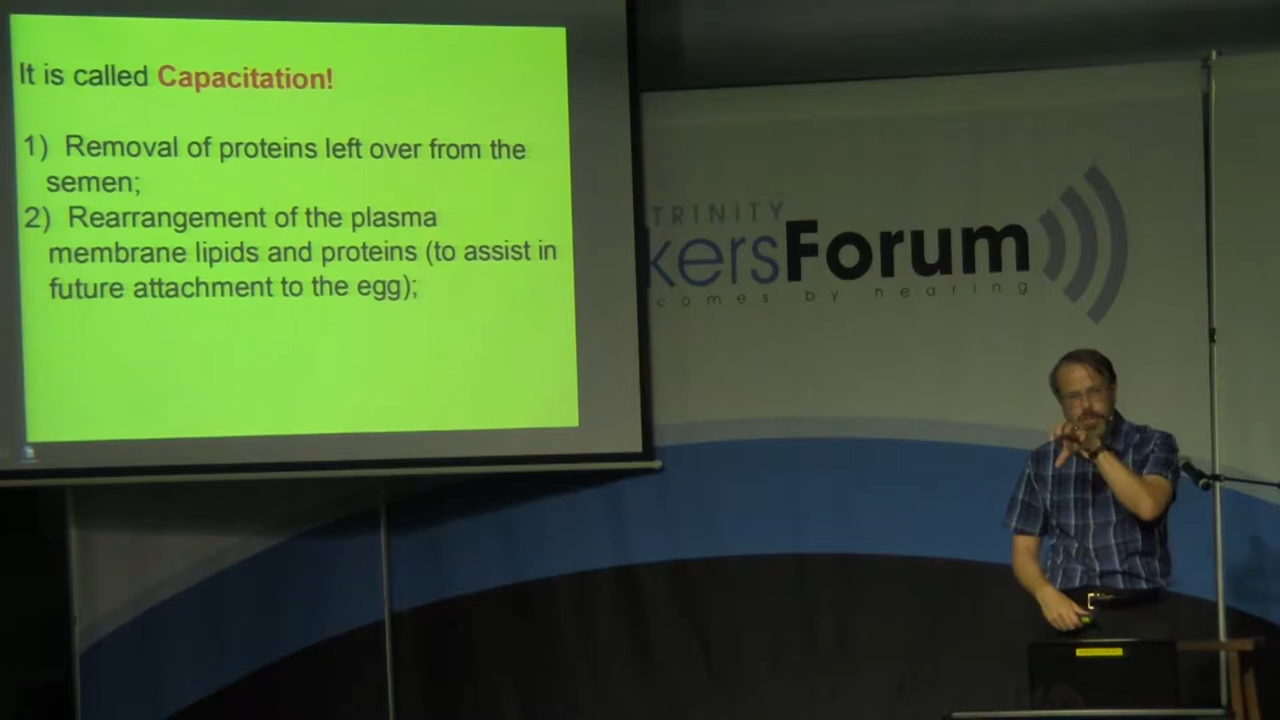 It is called Capacitation!
1) Removal of proteins left over from the
semen;
2) Rearrangement of the plasma
membrane lipids and proteins (to assist in
future attachment to the egg);
TRINITY
kersForum
comes by hearing